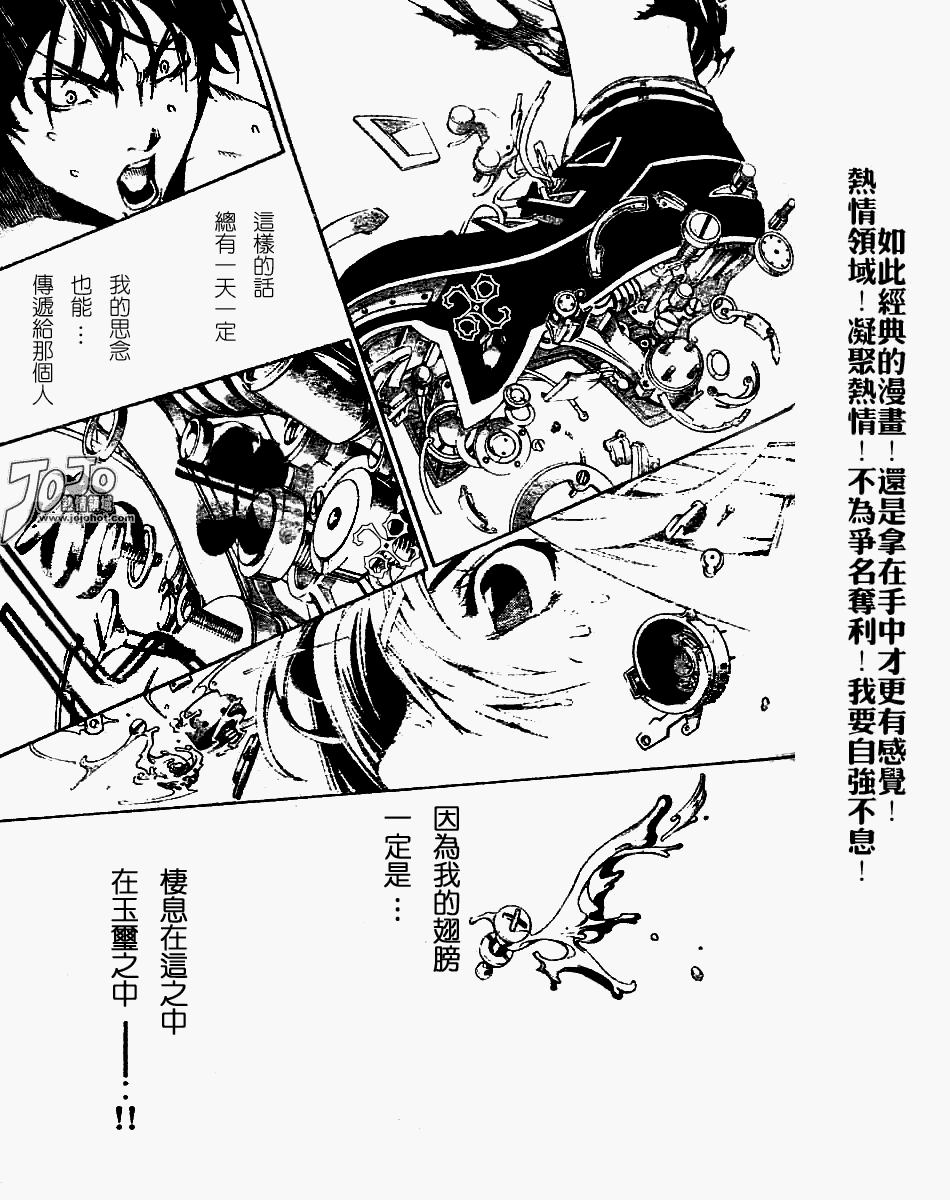 如此經典的漫畫！還是拿在手中才更有感覺！
熱情領域！凝聚熱情！不為爭名奪利！我要自強不息！
這樣的話
總有一天一定
我的思念
也能…
傳遞給那個人
JOJO
熱情領域
www.jojohot.com
因為我的翅膀
一定是…
棲息在這之中
在玉璽之中──‥!!